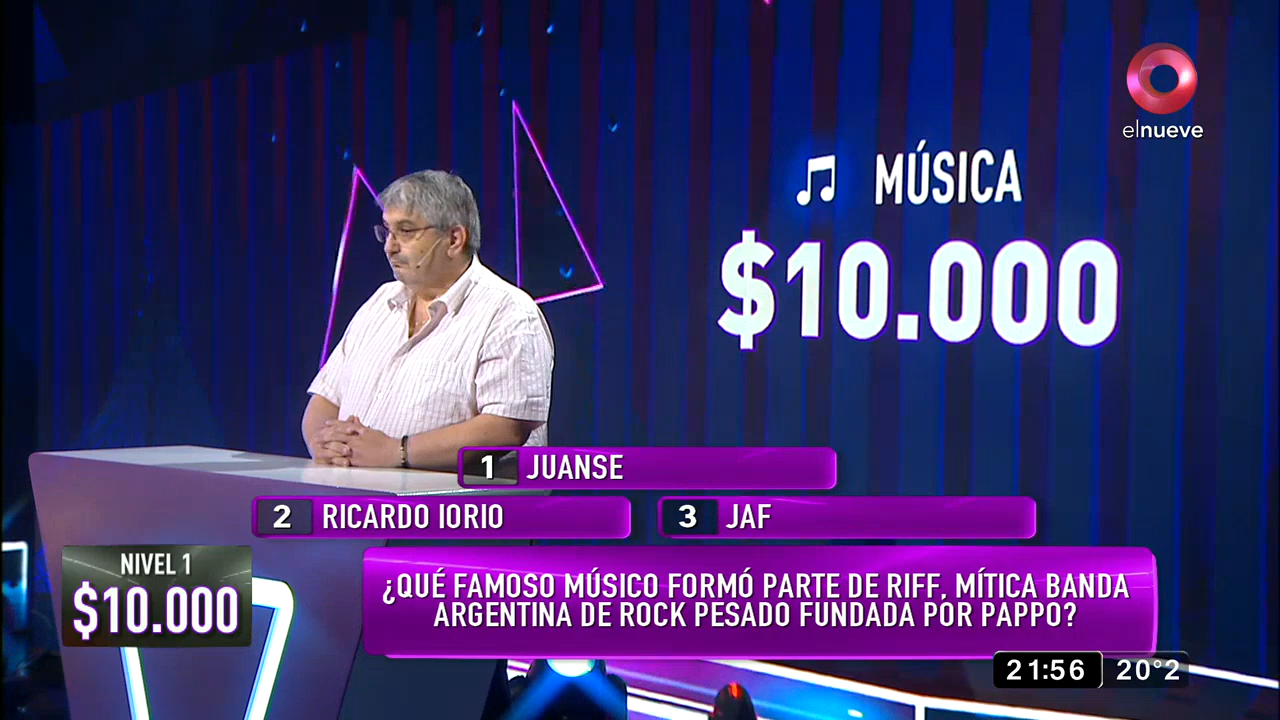 elnueve
MÚSICA
$10.000
1 JUANSE
2 RICARDO IORIO
3 JAF
NIVEL 1
$10.000
¿QUÉ FAMOSO MÚSICO FORMÓ PARTE DE RIFF, MÍTICA BANDA
ARGENTINA DE ROCK PESADO FUNDADA POR PAPPO?
21:56 20°2